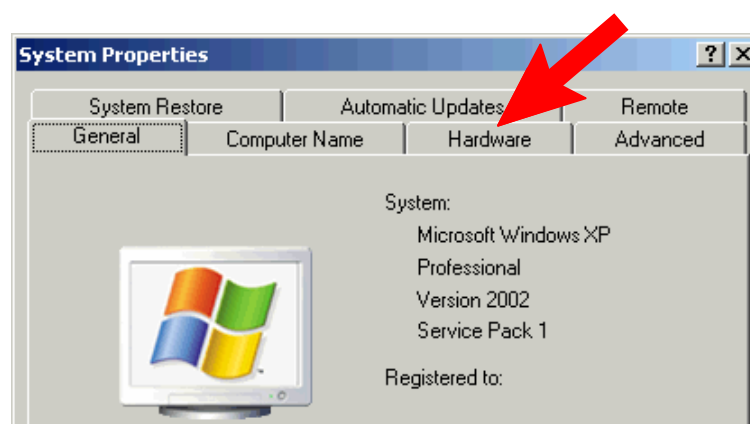 System Properties
System Restore Automatic Updates Remote
General Computer Name Hardware Advanced
System:
Microsoft Windows XP
Professional
Version 2002
Service Pack 1
Registered to: